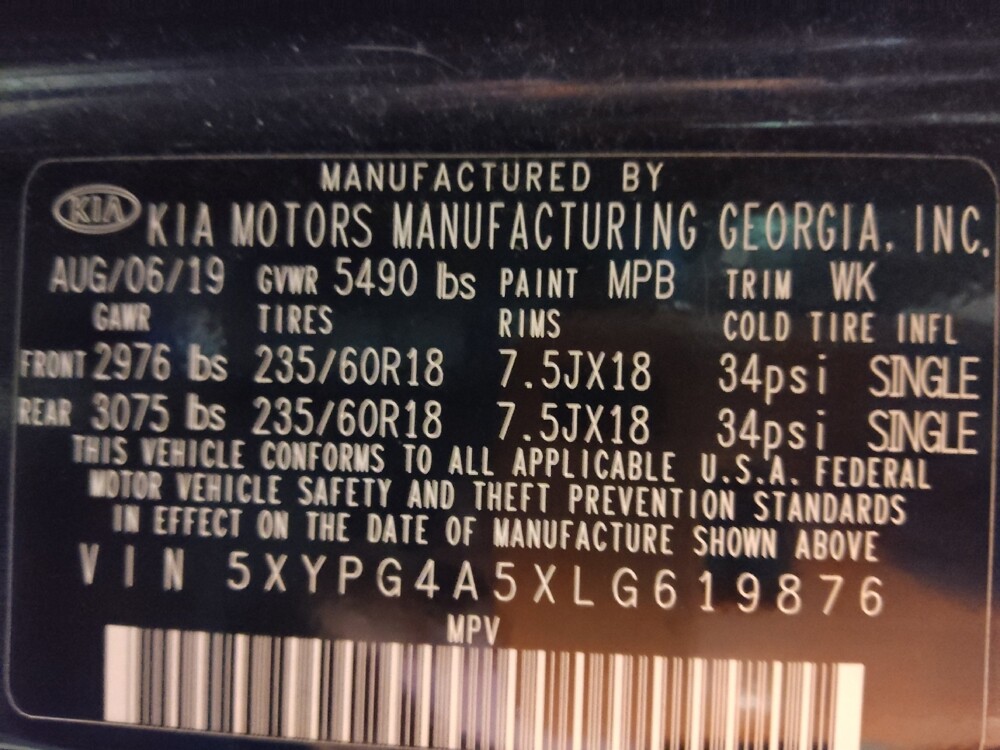 MANUFACTURED BY
KIA KIA MOTORS MANUFACTURING GEORGIA, INC.
AUG/06/19 GVWR 5490 lbs PAINT MPB TRIM WK
GAWR TIRES RIMS COLD TIRE INFL
FRONT 2976 lbs 235/60R18 7.5JX18 34psi SINGLE
REAR 3075 lbs 235/60R18 7.5JX18 34psi SINGLE
THIS VEHICLE CONFORMS TO ALL APPLICABLE U.S.A. FEDERAL
MOTOR VEHICLE SAFETY AND THEFT PREVENTION STANDARDS
IN EFFECT ON THE DATE OF MANUFACTURE SHOWN ABOVE
VIN 5XYPG4A5XLG619876
MPV